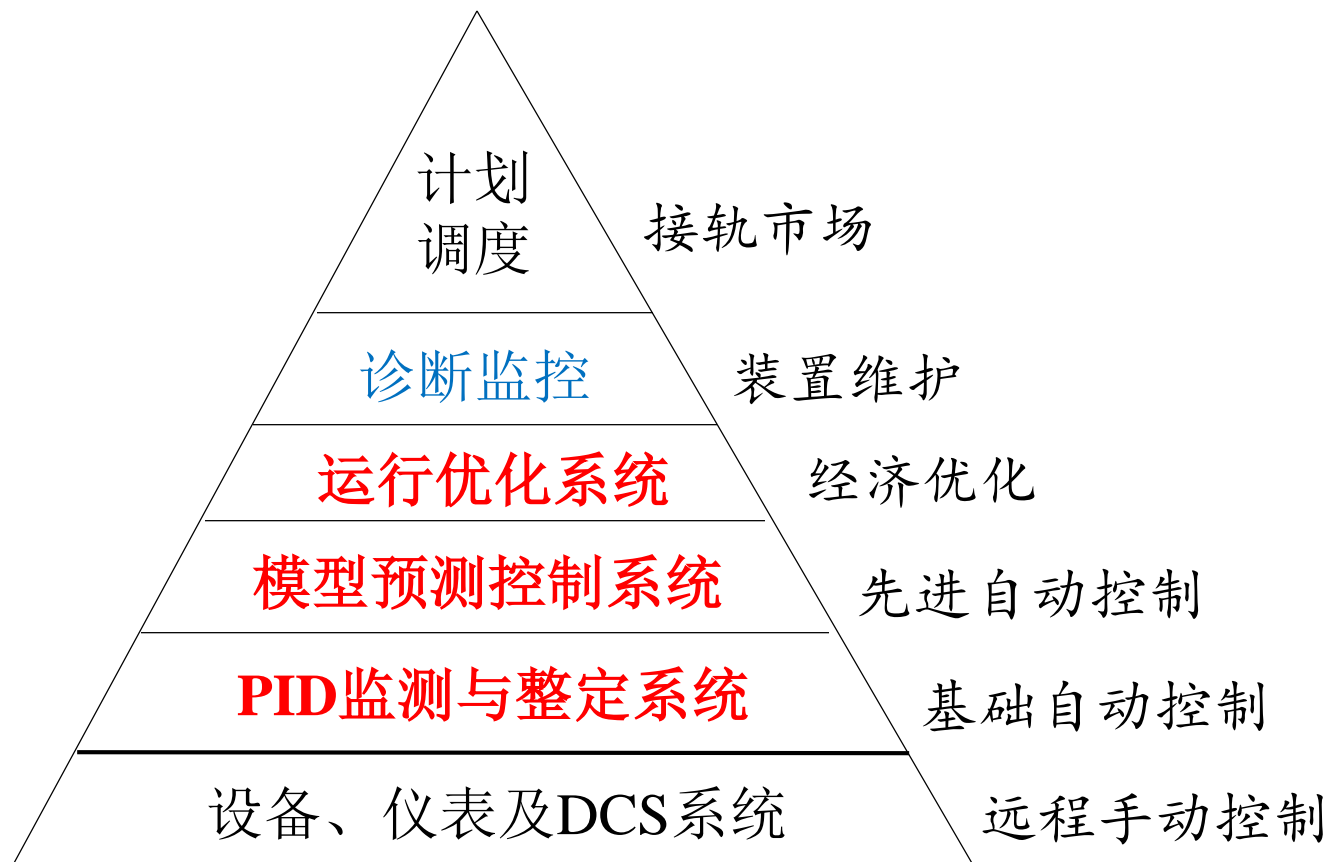 计划
调度
接轨市场
诊断监控
装置维护
运行优化系统
经济优化
模型预测控制系统
先进自动控制
PID监测与整定系统
基础自动控制
设备、仪表及DCS系统
远程手动控制